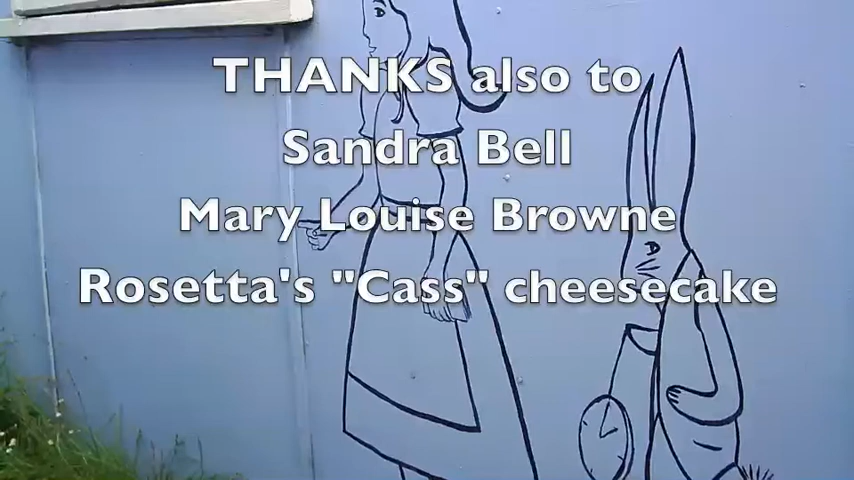 THANKS also to
Sandra Bell
Mary Louise Browne
Rosetta's "Cass" cheesecake